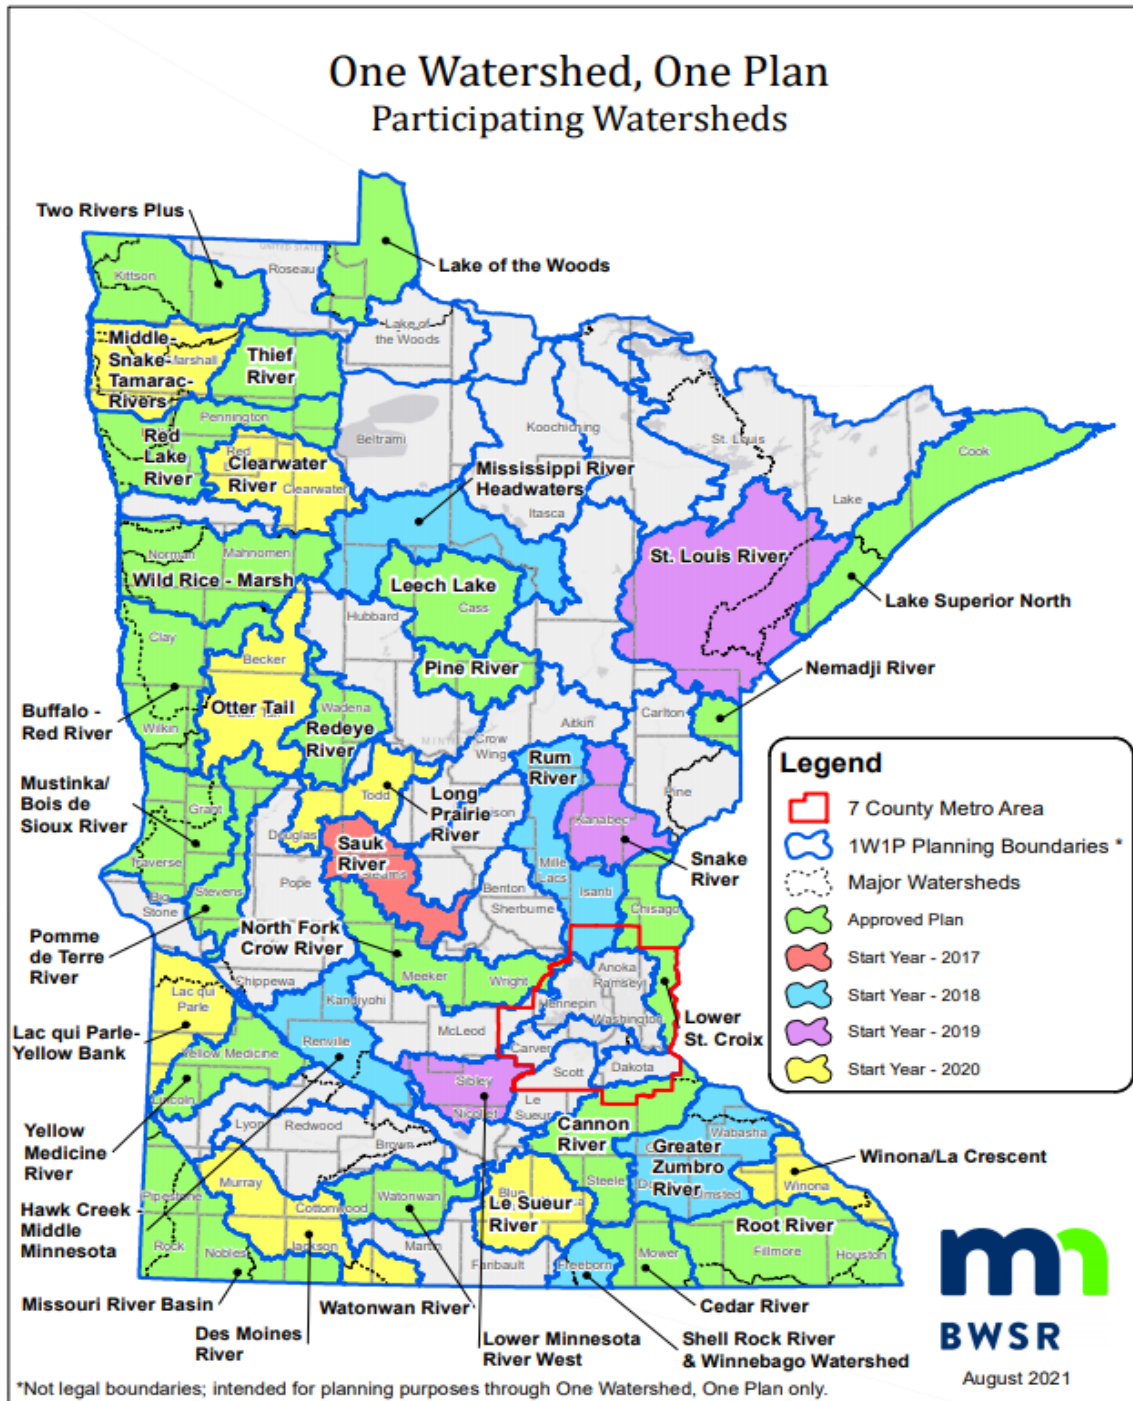 One Watershed, One Plan
Participating Watersheds
Two Rivers Plus
Lake of the Woods
Kittson
Roseau
Lake of
the Woods
Middle-
Snake-
Tamarac-
Rivers
Marshall
Thief
River
Pennington
Red
Lake
River
Red
Clearwater
River
Clearwater
Beltrami
Koochiching
St. Louis
Cook
Lake
Mississippi River
Headwaters
Itasca
St. Louis River
Lake Superior North
Norman
Mahnomen
Wild Rice - Marsh
Leech Lake
Cass
Hubbard
Clay
Becker
Pine River
Nemadji River
Otter Tail
Buffalo -
Red River
Wilkin
Wadena
Redeye
River
Aitkin
Carlton
Crow
Wing
Rum
River
Pine
Mustinka/
Bois de
Sioux River
Grant
Douglas
Todd
Long
Prairie
River
Kanabec
Snake
River
Sauk
River
Stearns
Mille
Lacs
Traverse
Big
Stone
Stevens
Pope
Benton
Sherburne
Isanti
Chisago
Pomme
de Terre
River
North Fork
Crow River
Meeker
Wright
Anoka
Ramsey
Hennepin
Washington
Lower
St. Croix
Chippewa
Kandiyohi
Lac qui
Parle
Lac qui Parle-
Yellow Bank
Renville
McLeod
Carver
Scott
Dakota
Yellow Medicine
Sibley
Nicollet
Le
Sueur
Lincoln
Lyon
Redwood
Brown
Cannon
River
Greater
Zumbro
River
Wabasha
Olmsted
Winona
Winona/La Crescent
Yellow
Medicine
River
Murray
Cottonwood
Watonwan
Blue
Le Sueur
River
Steele
Pipestone
Hawk Creek -
Middle
Minnesota
Rock
Nobles
Jackson
Martin
Faribault
Freeborn
Mower
Root River
Fillmore
Houston
Missouri River Basin
Des Moines
River
Watonwan River
Lower Minnesota
River West
Shell Rock River
& Winnebago Watershed
Cedar River
Legend
7 County Metro Area
1W1P Planning Boundaries *
Major Watersheds
Approved Plan
Start Year - 2017
Start Year - 2018
Start Year - 2019
Start Year - 2020
mn
BWSR
August 2021
*Not legal boundaries; intended for planning purposes through One Watershed, One Plan only.